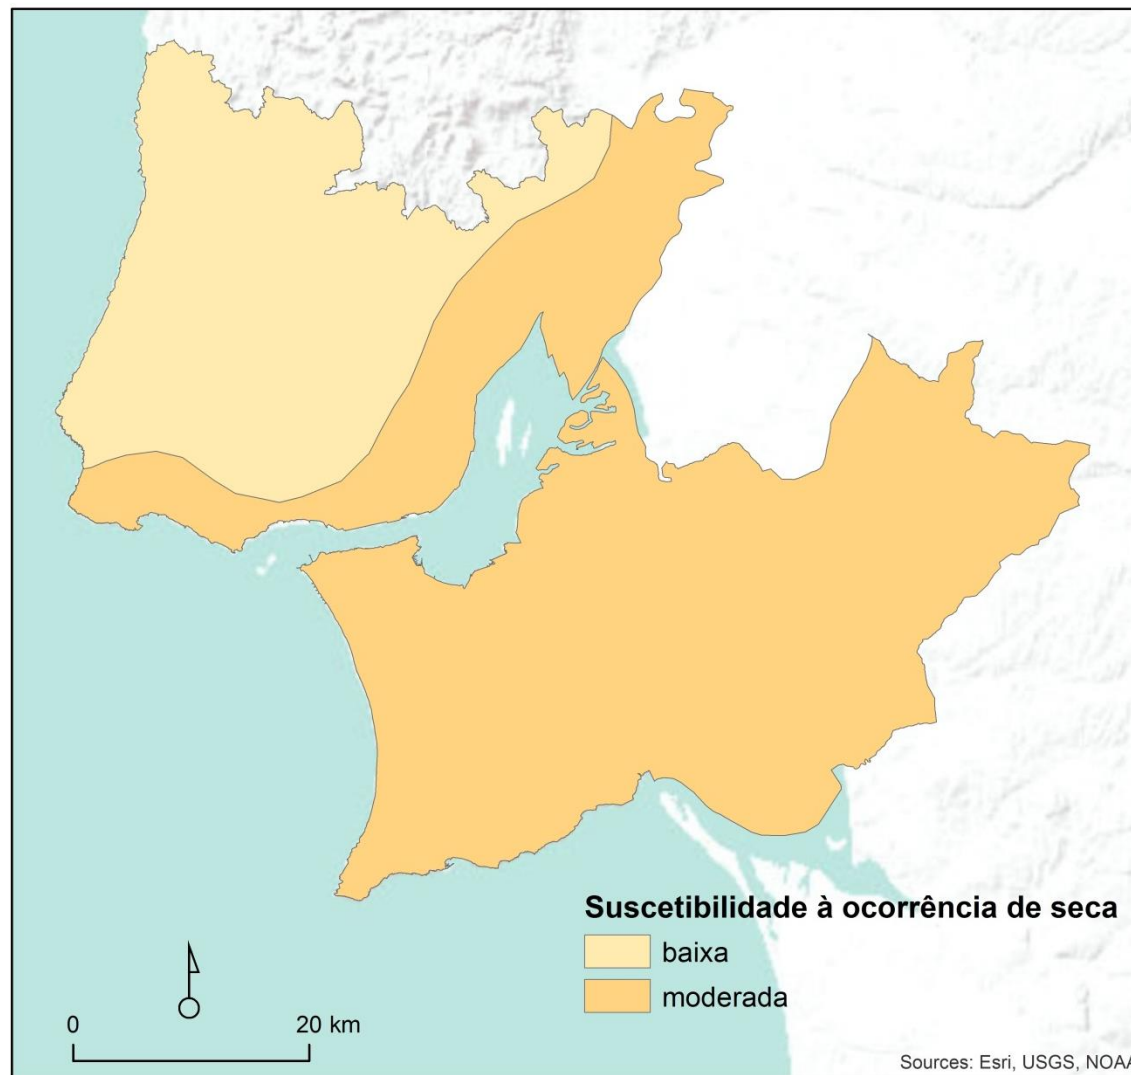 Suscetibilidade à ocorrência de seca
baixa
moderada
0 20 km
Sources: Esri, USGS, NOAA